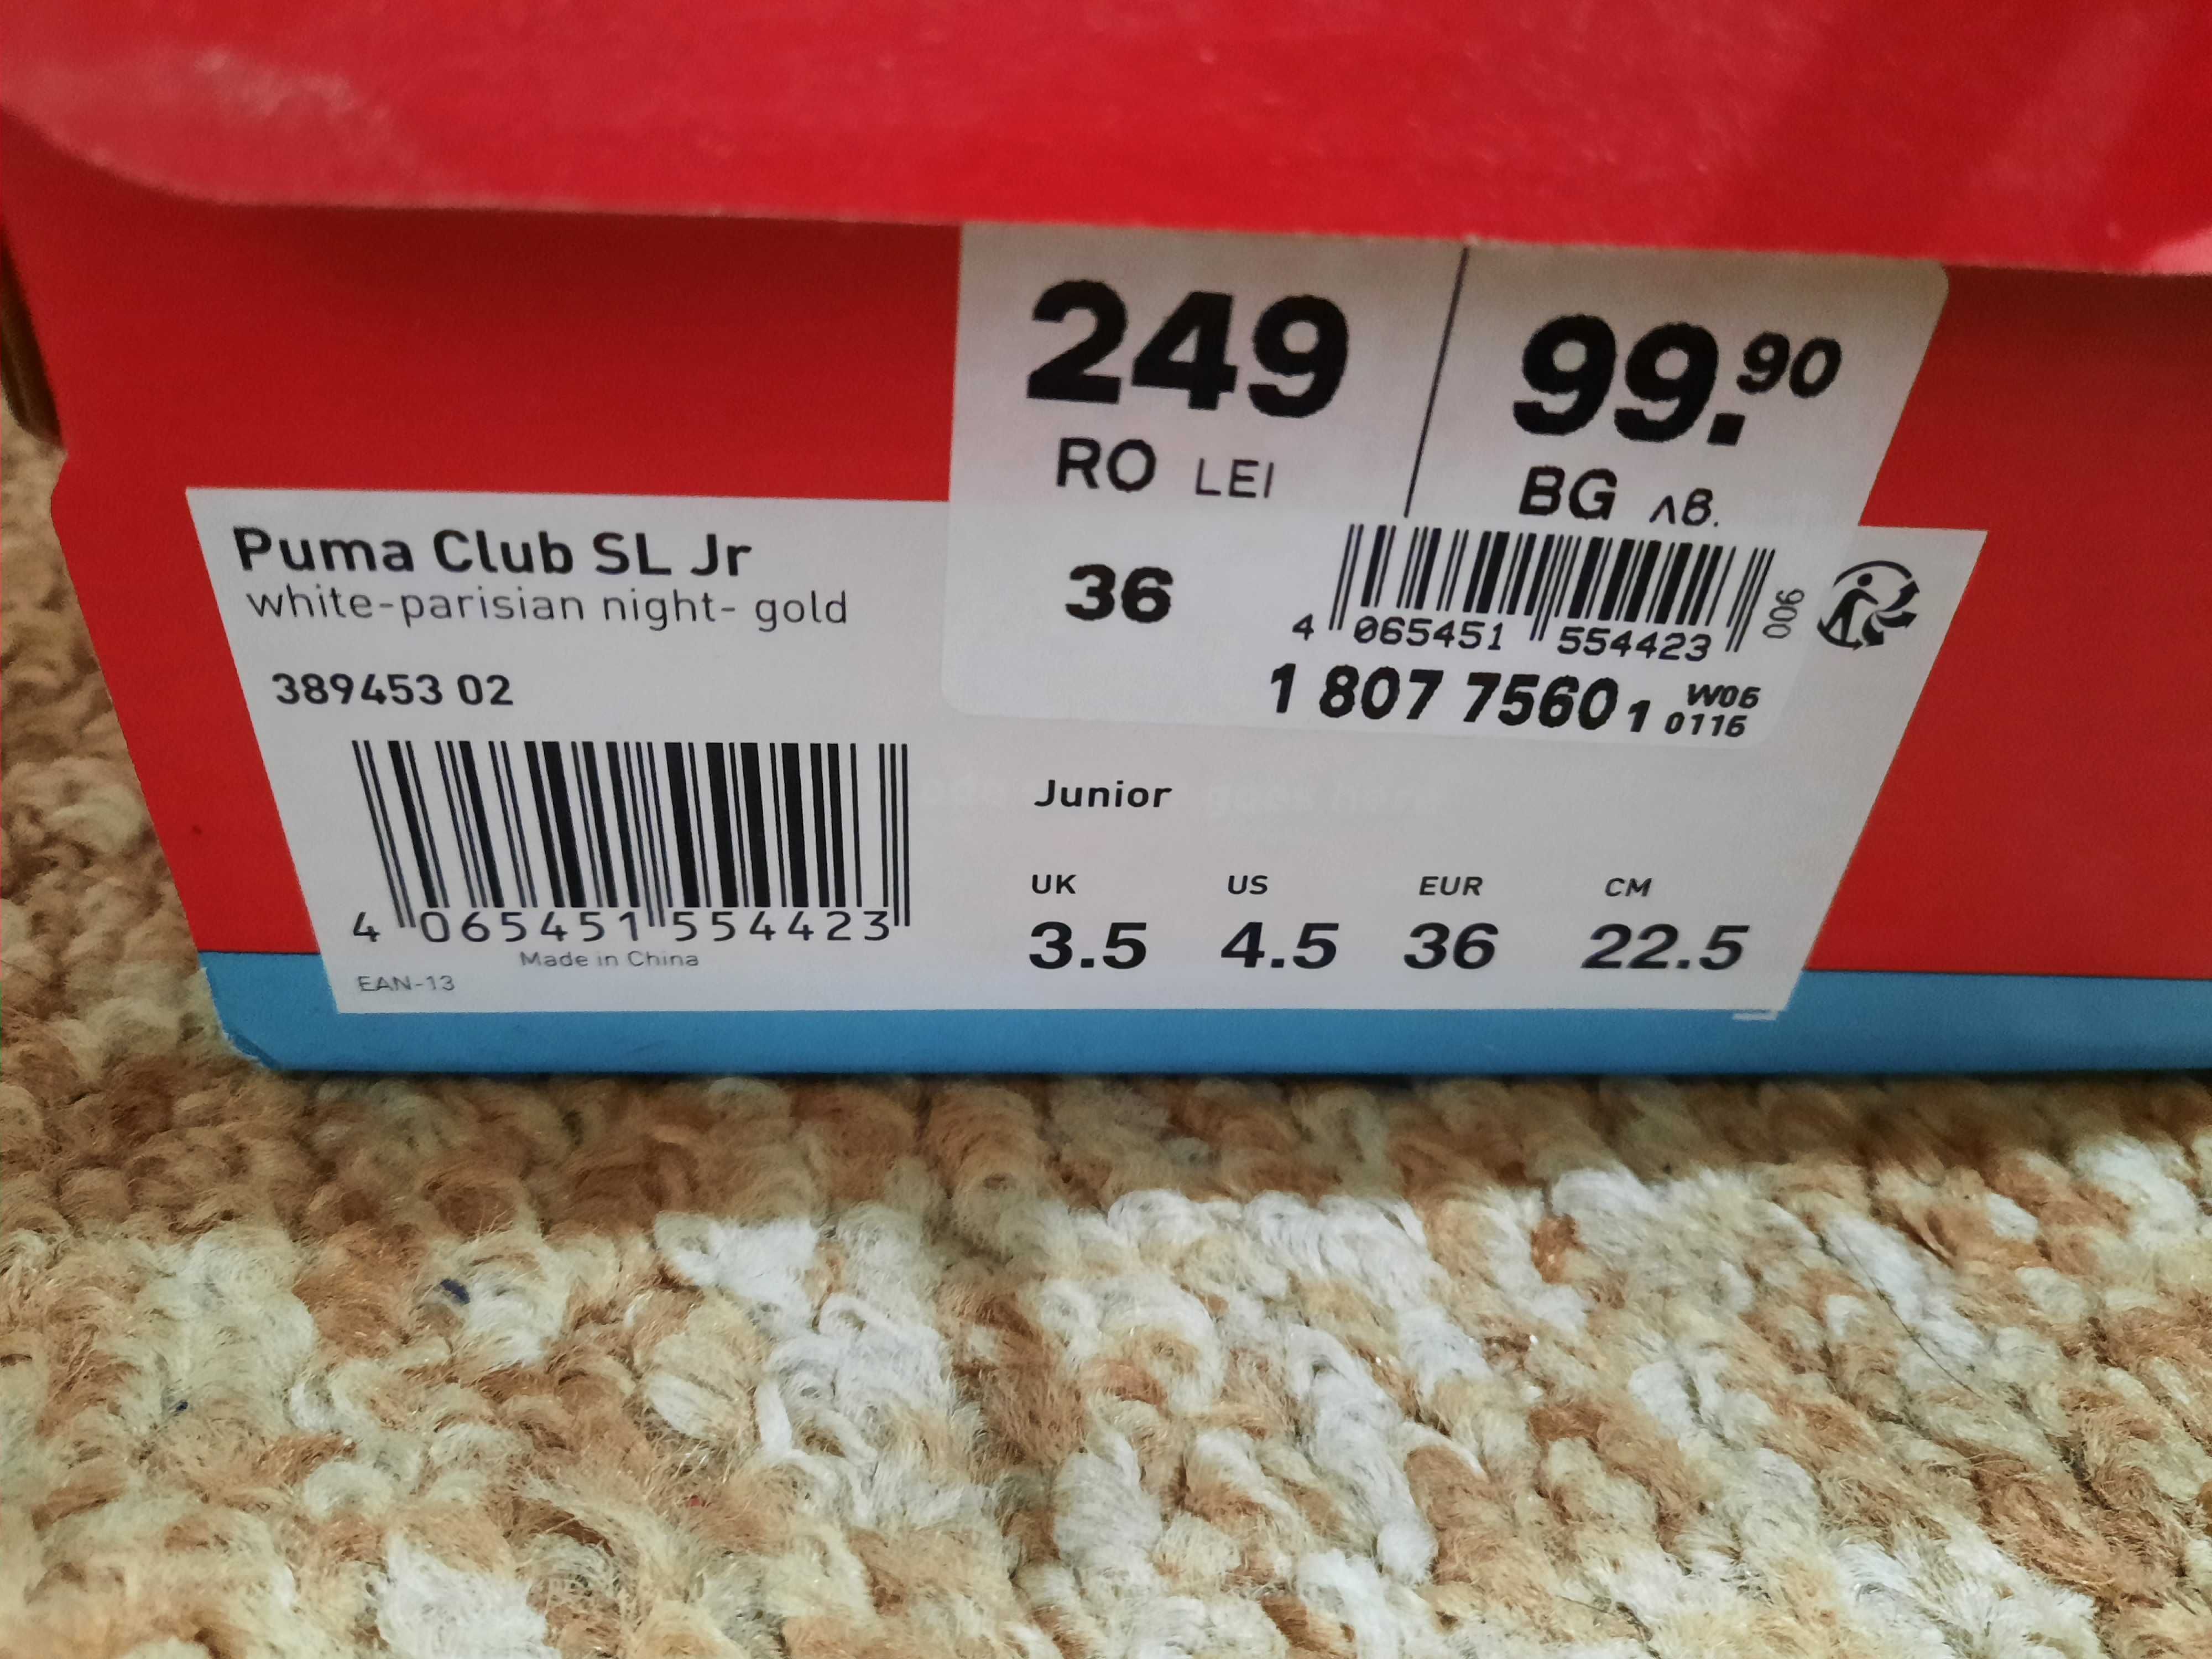 249
RO LEI
99.90
BG лв.
36
4 065451 554423
900
1 807 7560 1 W06
0116
Puma Club SL Jr
white-parisian night- gold
389453 02
4 065451 554423
Made in China
EAN-13
Junior
UK US EUR CM
3.5 4.5 36 22.5